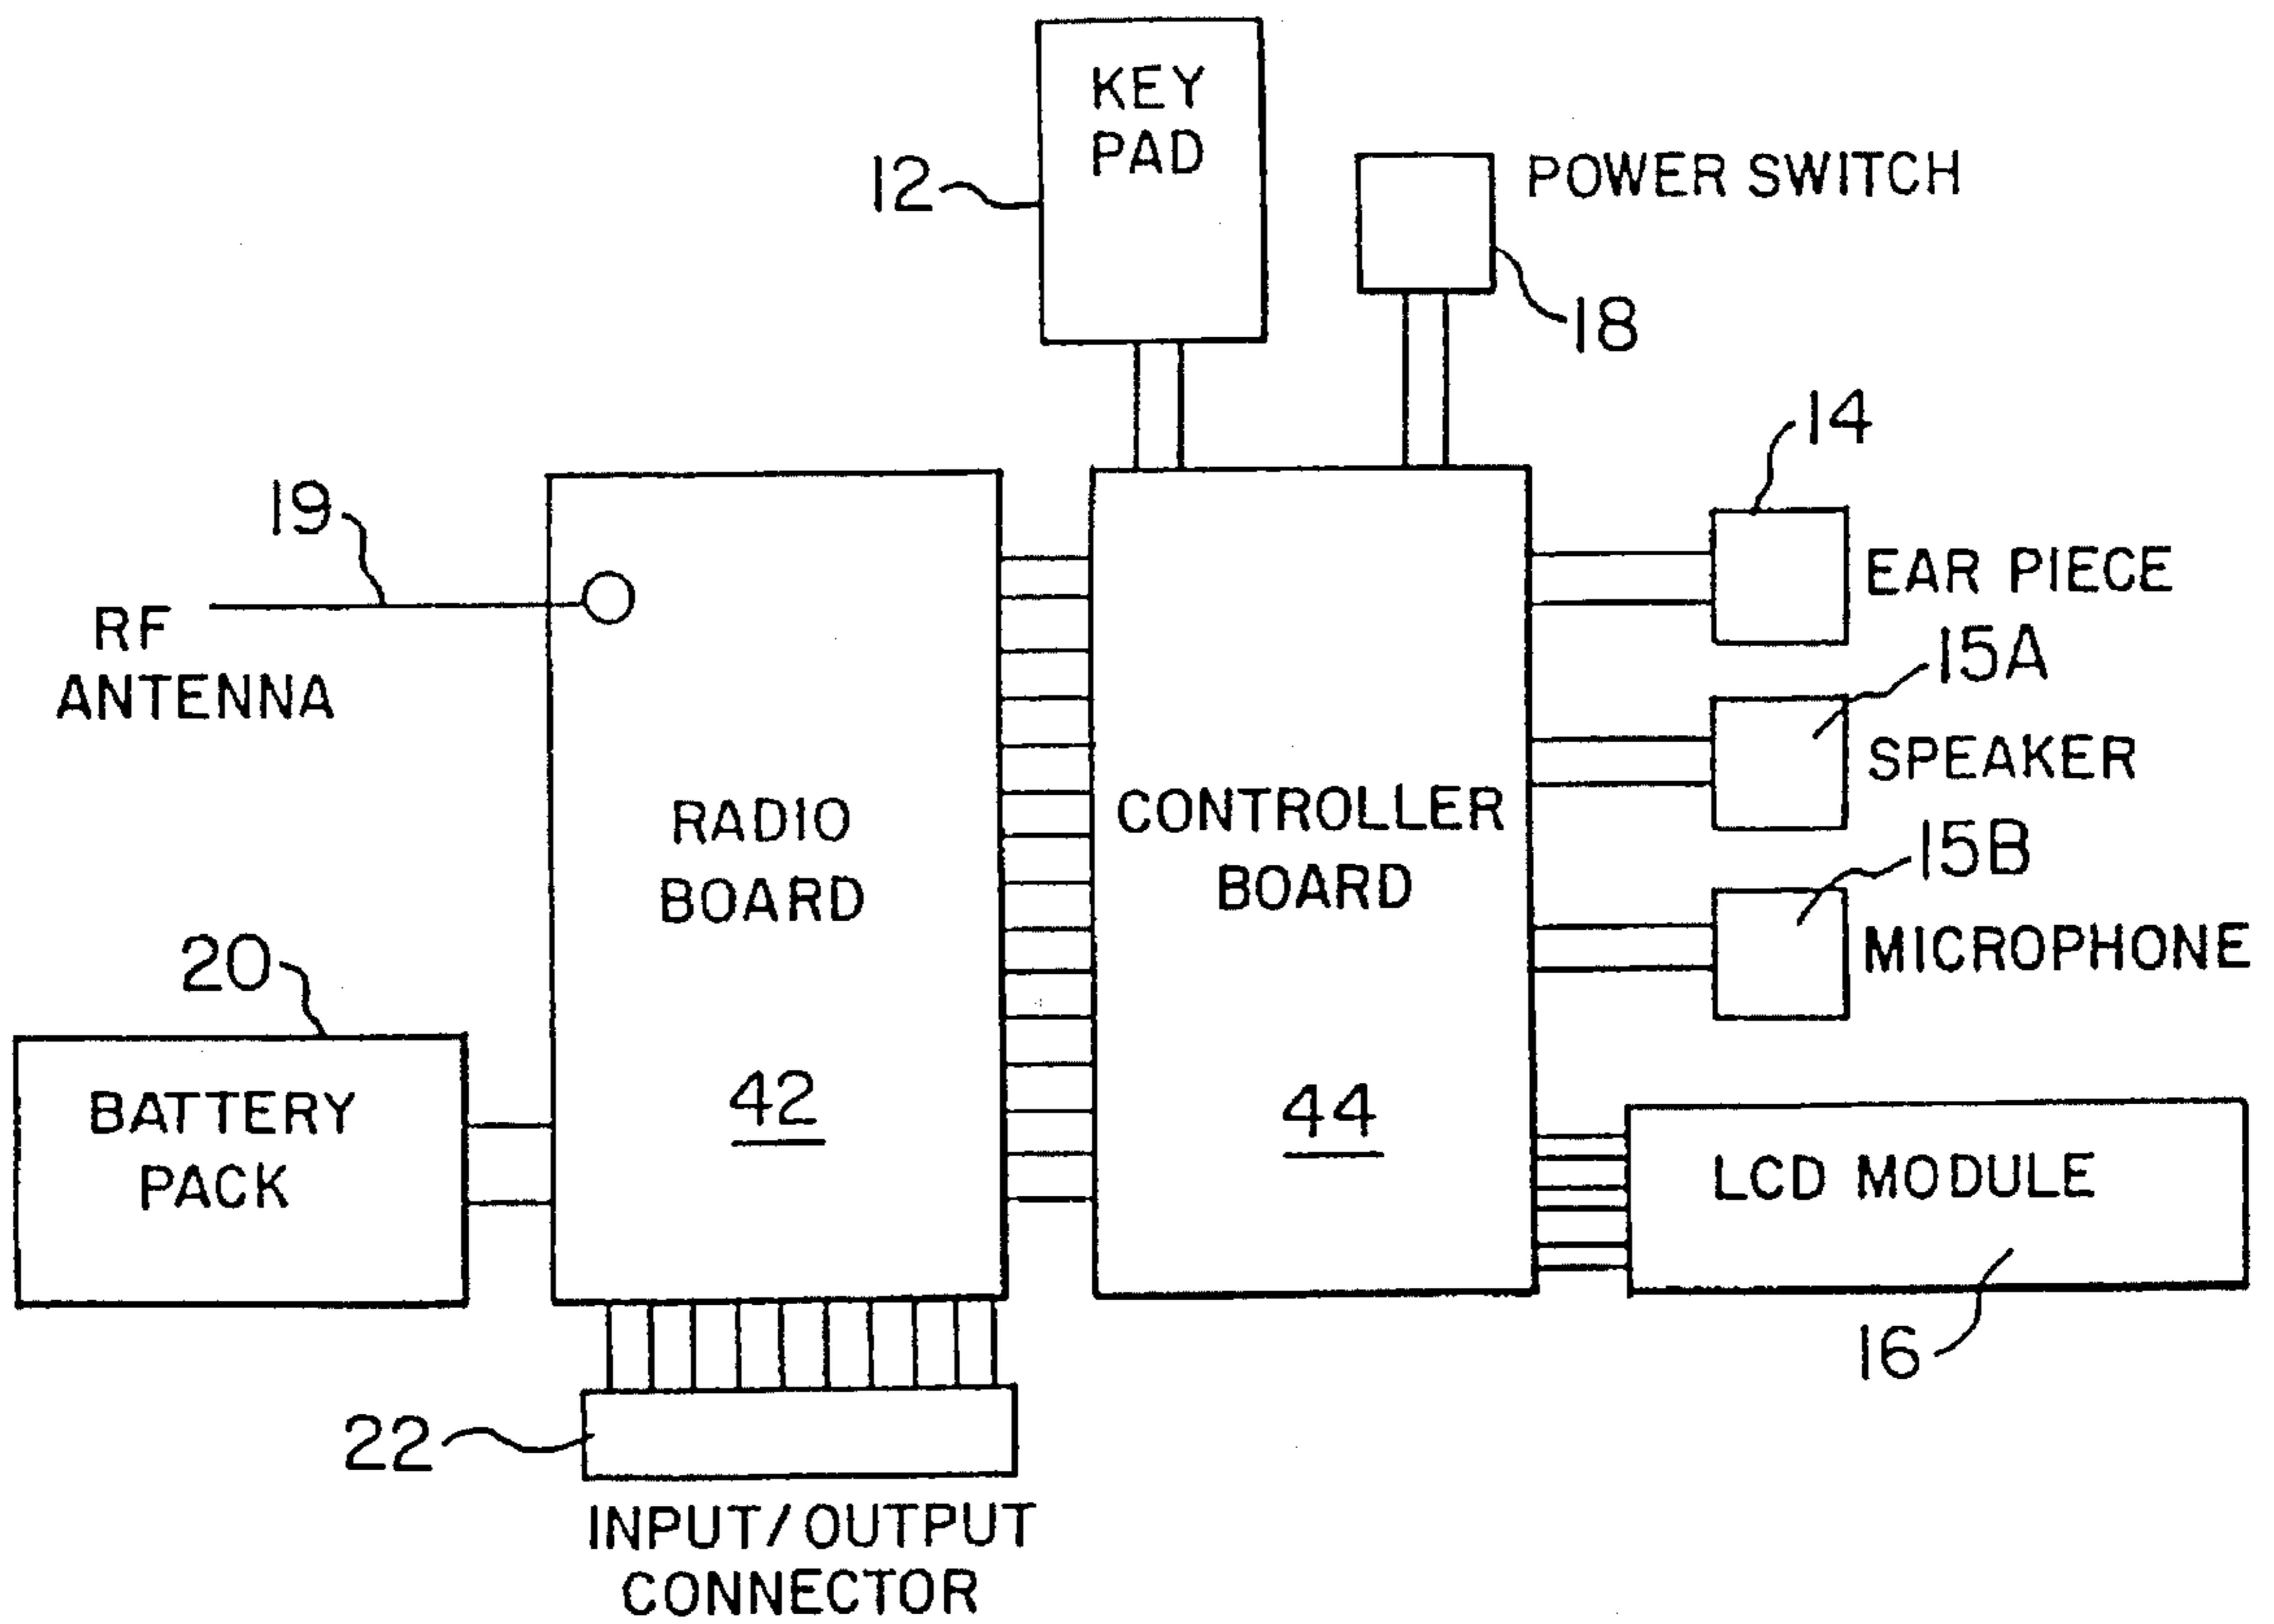 KEY
PAD
12
POWER SWITCH
18
14
19
EAR PIECE
RF
ANTENNA
15A
SPEAKER
RADIO
BOARD
CONTROLLER
BOARD
15B
MICROPHONE
20
BATTERY
PACK
42
44
LCD MODULE
16
22
INPUT/OUTPUT
CONNECTOR